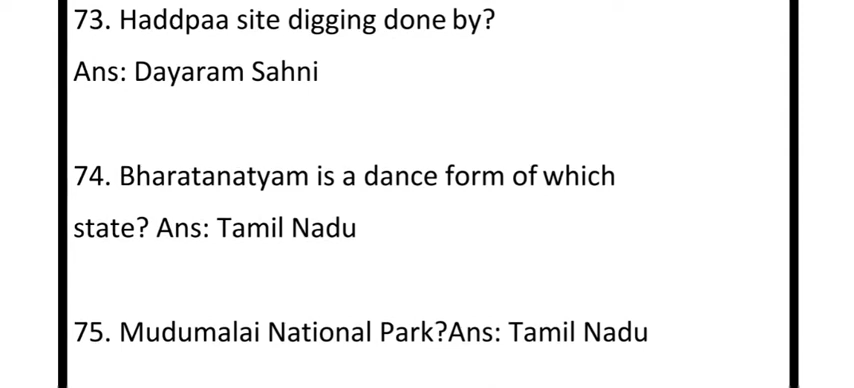 73. Haddpaa site digging done by?
Ans: Dayaram Sahni
74. Bharatanatyam is a dance form of which
state? Ans: Tamil Nadu
75. Mudumalai National Park?Ans: Tamil Nadu